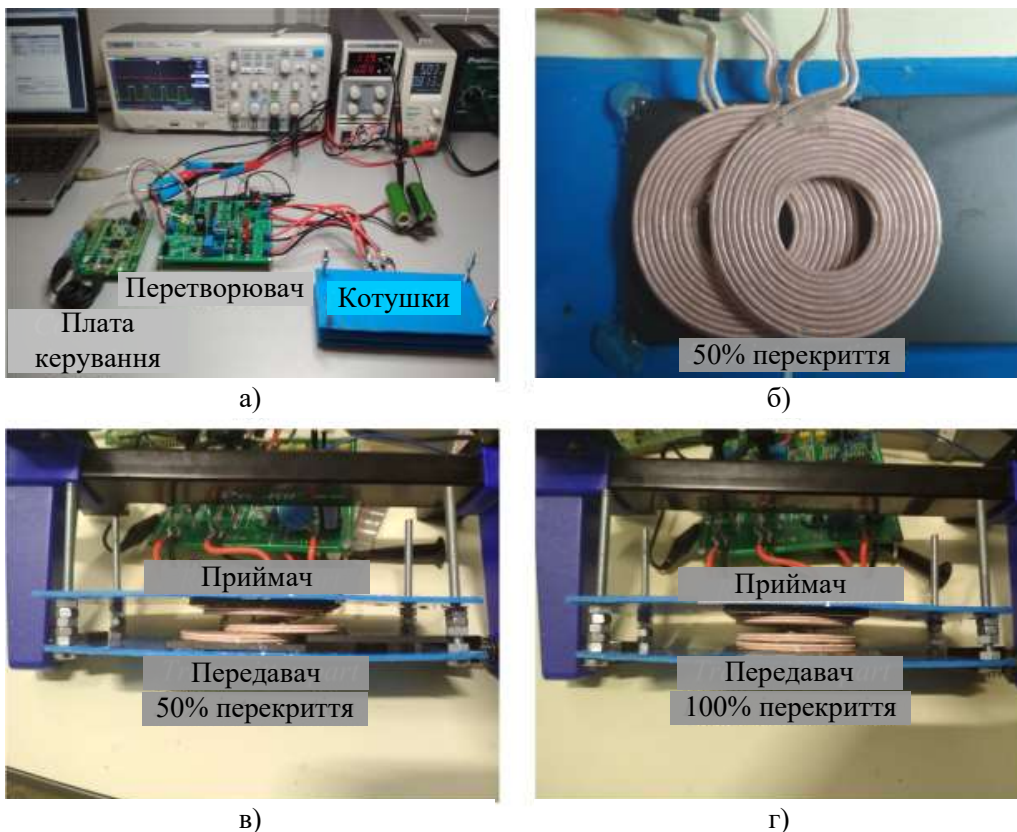 Перетворювач
Котушки
Плата
керування
а)
50% перекриття
б)
Приймач
Передавач
50% перекриття
в)
Приймач
Передавач
100% перекриття
г)